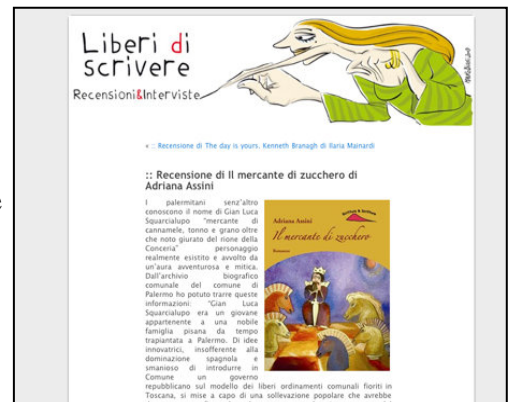 Liberi di
scrivere
Recensioni&Interviste
« :: Recensione di The day is yours. Kenneth Branagh di Ilaria Mainardi
:: Recensione di Il mercante di zucchero di
Adriana Assini
I palermitani senz'altro
conoscono il nome di Gian Luca
Squarcialupo "mercante di
cannamele, tonno e grano oltre
che noto giurato del rione della
Conceria" personaggio
realmente esistito e avvolto da
un'aura avventurosa e mitica.
Dall'archivio biografico
comunale del comune di
Palermo ho potuto trarre queste
informazioni: "Gian Luca
Squarcialupo era un giovane
appartenente a una nobile
famiglia pisana da tempo
trapiantata a Palermo. Di idee
innovatrici, insofferente alla
dominazione spagnola e
smanioso di introdurre in
Comune un governo
repubblicano sul modello dei liberi ordinamenti comunali fioriti in
Toscana, si mise a capo di una sollevazione popolare che avrebbe
Adriana Assini
Il mercante di zucchero
Romanzo